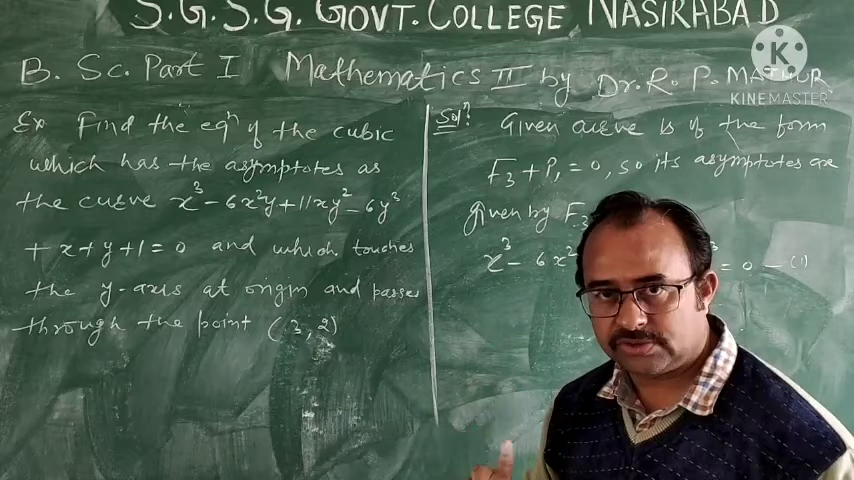 S.G.S.G. GOVT. COLLEGE NASIRABAD
B. Sc. Part I Mathematics II by Dr. R. P. MATHUR
KINEMASTER
Ex Find the eqⁿ of the cubic
which has the asymptotes as
the curve x³ - 6x²y + 11xy² - 6y³
+ x + y + 1 = 0 and which touches
the y-axis at origin and passes
through the point (3, 2)
Solⁿ. Given curve is of the form
F₃ + P₁ = 0, so its asymptotes are
given by F₃
x³ - 6x² ³ = 0 — (1)